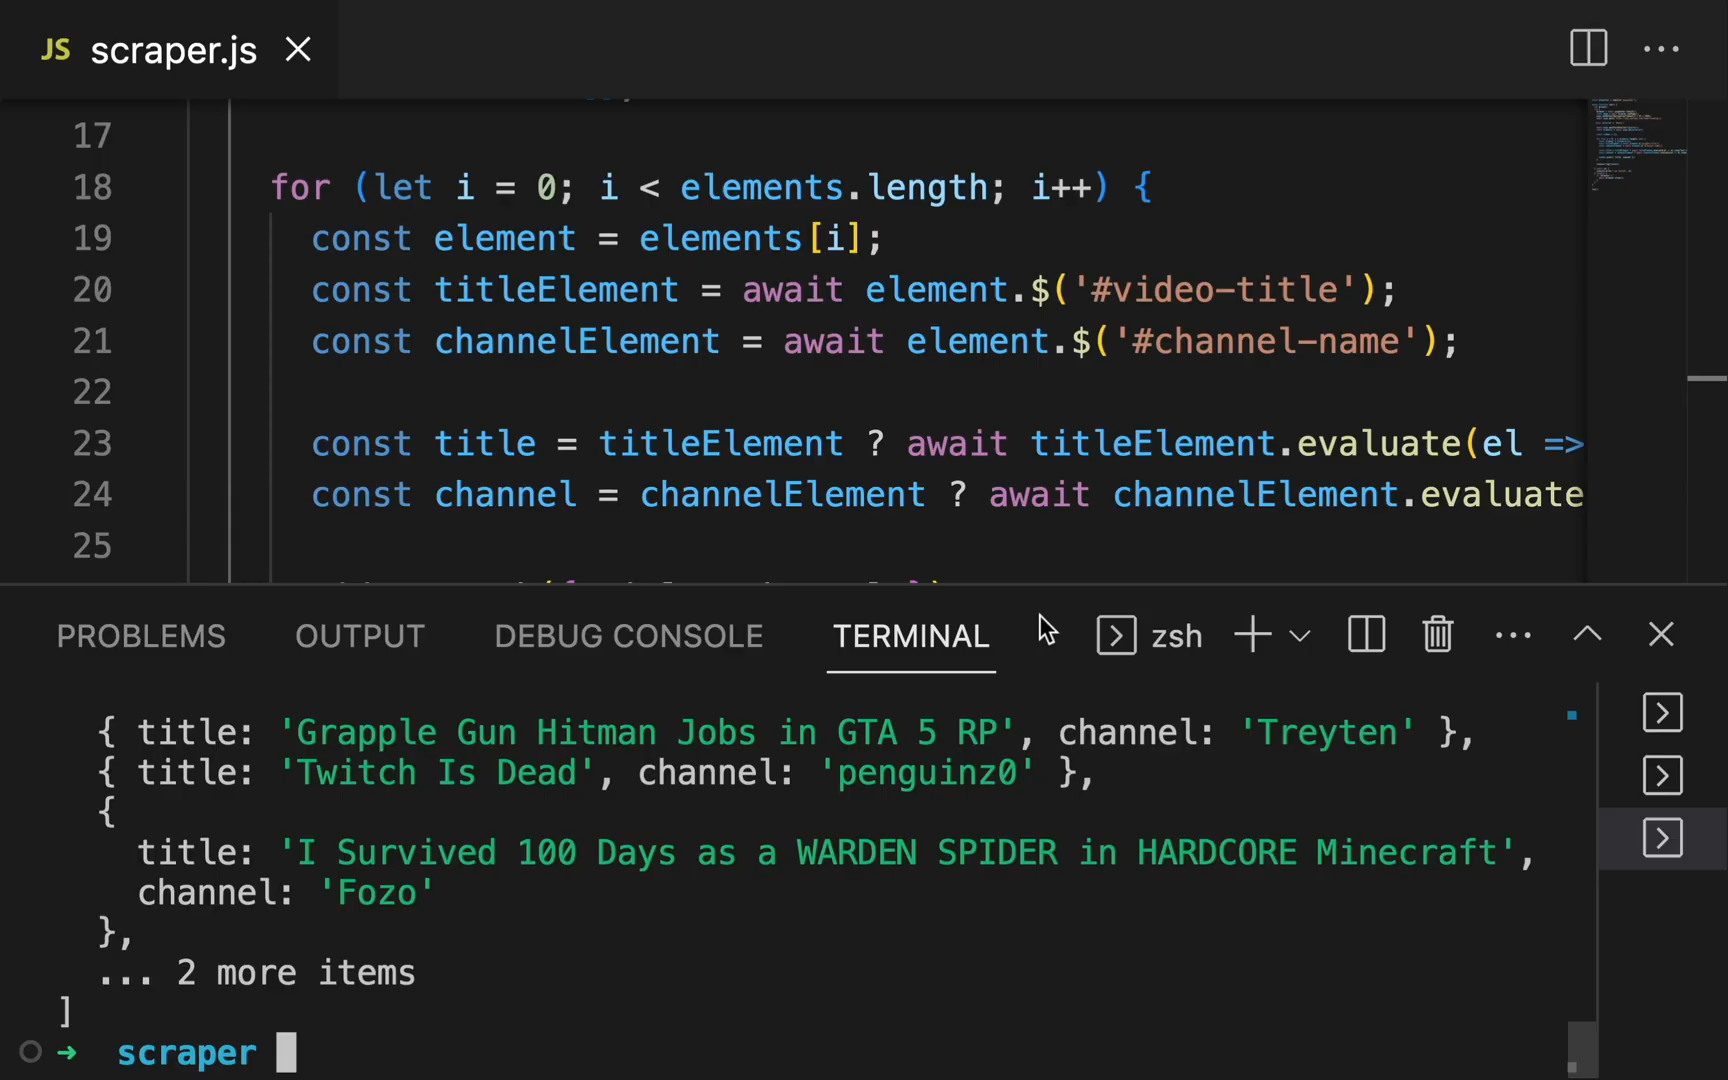 JS scraper.js
17
18 for (let i = 0; i < elements.length; i++) {
19 const element = elements[i];
20 const titleElement = await element.$('#video-title');
21 const channelElement = await element.$('#channel-name');
22
23 const title = titleElement ? await titleElement.evaluate(el =>
24 const channel = channelElement ? await channelElement.evaluate
25
PROBLEMS OUTPUT DEBUG CONSOLE TERMINAL zsh
{ title: 'Grapple Gun Hitman Jobs in GTA 5 RP', channel: 'Treyten' },
{ title: 'Twitch Is Dead', channel: 'penguinz0' },
{
title: 'I Survived 100 Days as a WARDEN SPIDER in HARDCORE Minecraft',
channel: 'Fozo'
},
... 2 more items
]
➜ scraper